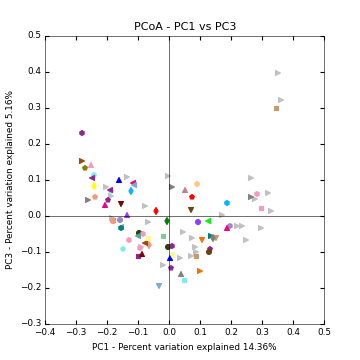 PCoA - PC1 vs PC3
0.5
0.4
0.3
0.2
0.1
0.0
−0.1
−0.2
−0.3
−0.4 −0.3 −0.2 −0.1 0.0 0.1 0.2 0.3 0.4 0.5
PC3 - Percent variation explained 5.16%
PC1 - Percent variation explained 14.36%